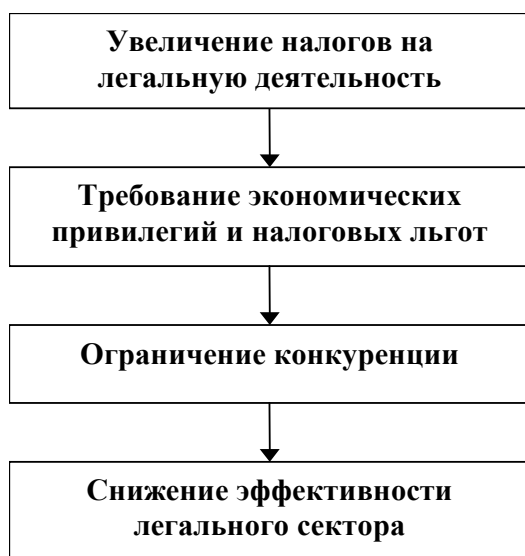 Увеличение налогов на
легальную деятельность
Требование экономических
привилегий и налоговых льгот
Ограничение конкуренции
Снижение эффективности
легального сектора